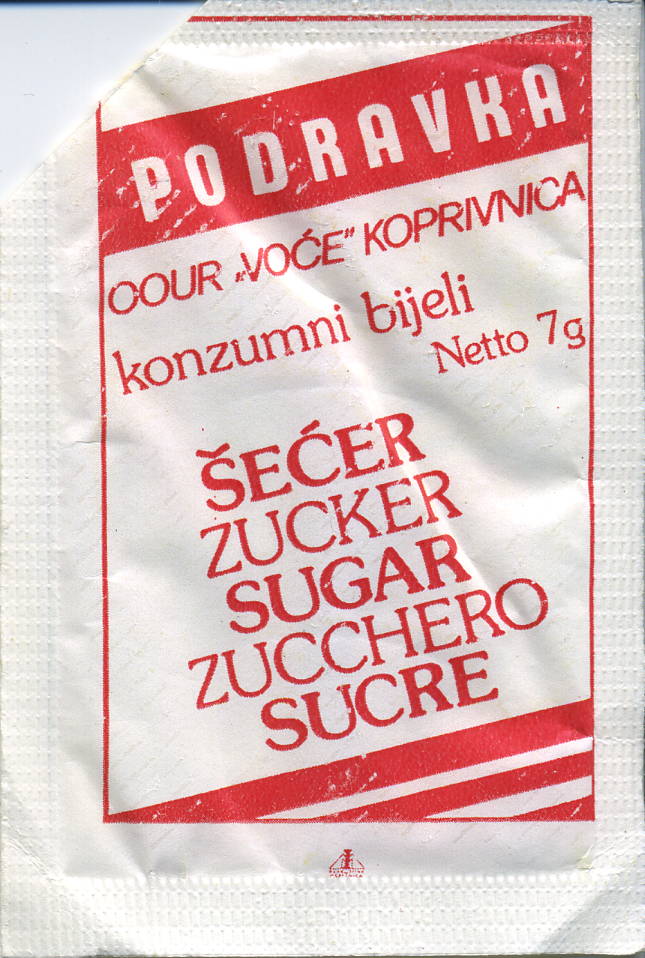 PODRAVKA
OOUR „VOĆE" KOPRIVNICA
konzumni bijeli
Netto 7g
ŠEĆER
ZUCKER
SUGAR
ZUCCHERO
SUCRE